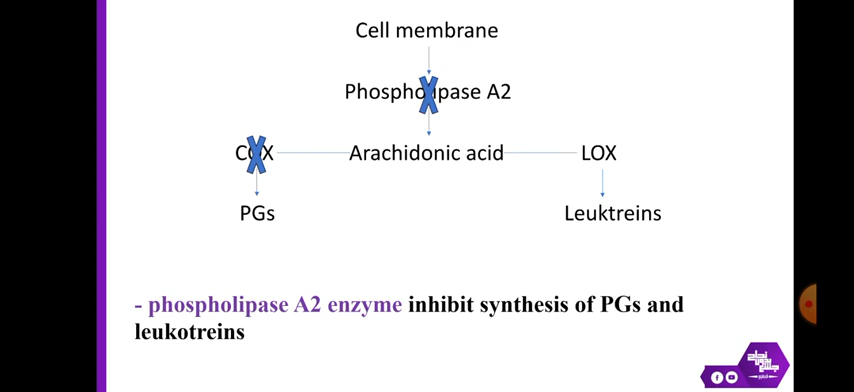 Cell membrane
Phospholipase A2
COX Arachidonic acid LOX
PGs Leuktreins
- phospholipase A2 enzyme inhibit synthesis of PGs and
leukotreins